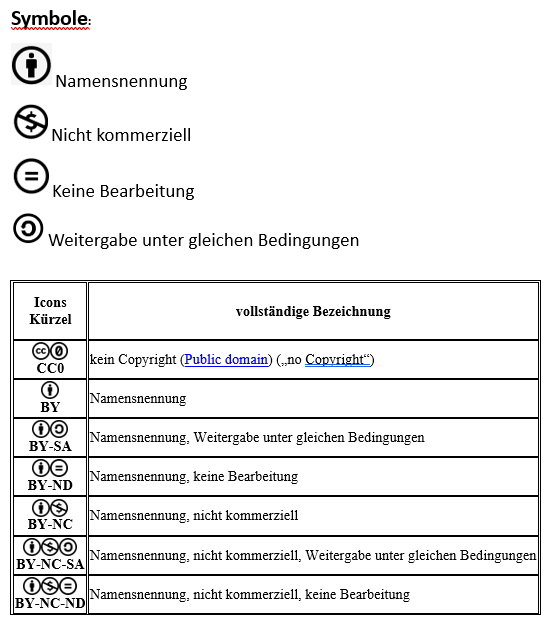 Symbole:
Namensnennung
Nicht kommerziell
Keine Bearbeitung
Weitergabe unter gleichen Bedingungen
Icons
Kürzel
vollständige Bezeichnung
cc 0
CC0
kein Copyright (Public domain) („no Copyright“)
BY
Namensnennung
BY-SA
Namensnennung, Weitergabe unter gleichen Bedingungen
BY-ND
Namensnennung, keine Bearbeitung
BY-NC
Namensnennung, nicht kommerziell
BY-NC-SA
Namensnennung, nicht kommerziell, Weitergabe unter gleichen Bedingungen
BY-NC-ND
Namensnennung, nicht kommerziell, keine Bearbeitung